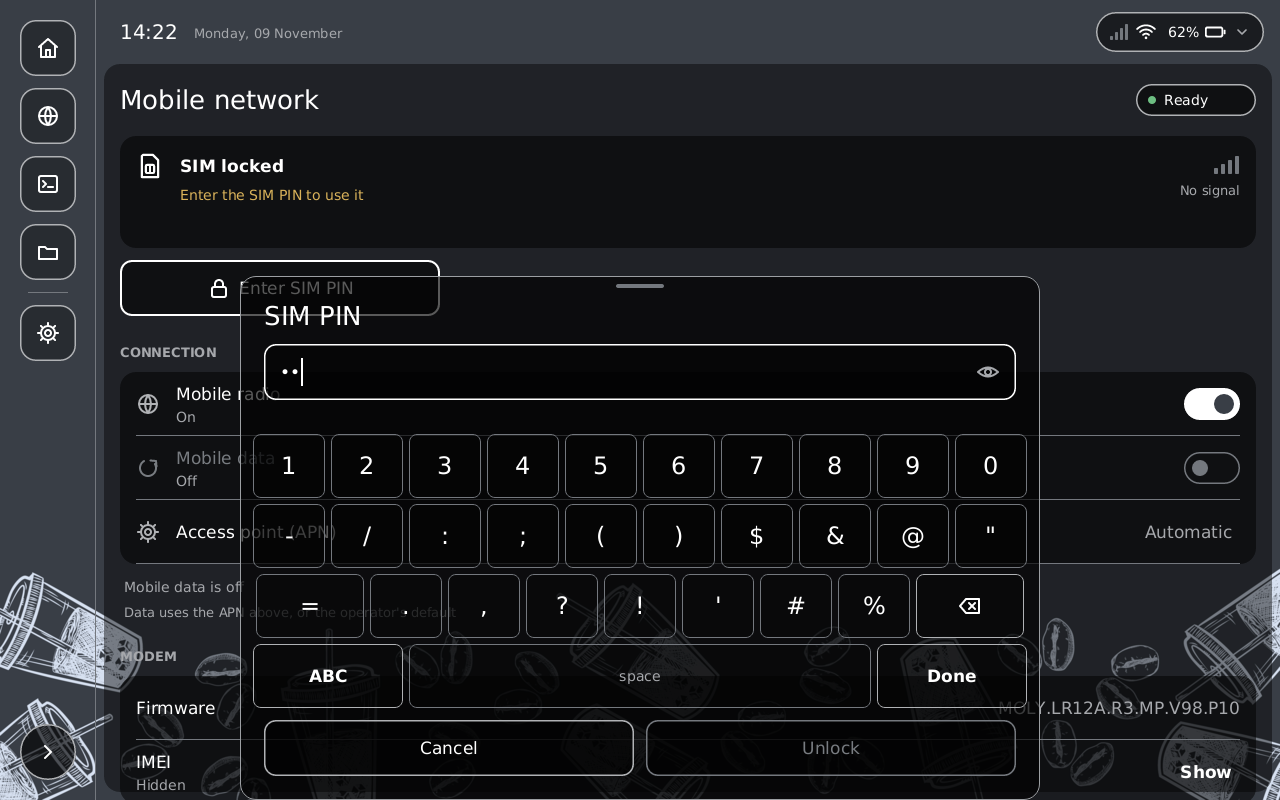 14:22 Monday, 09 November 62%
Mobile network Ready
SIM locked
Enter the SIM PIN to use it No signal
Enter SIM PIN
SIM PIN
••
CONNECTION
Mobile radio
On
1 2 3 4 5 6 7 8 9 0
Mobile data
Off
- / : ; ( ) $ & @ "
Access point (APN) Automatic
Mobile data is off
Data uses the APN above, or the operator's default
= . , ? ! ' # %
MODEM
ABC space Done
Firmware MOLY.LR12A.R3.MP.V98.P10
Cancel Unlock
IMEI
Hidden Show